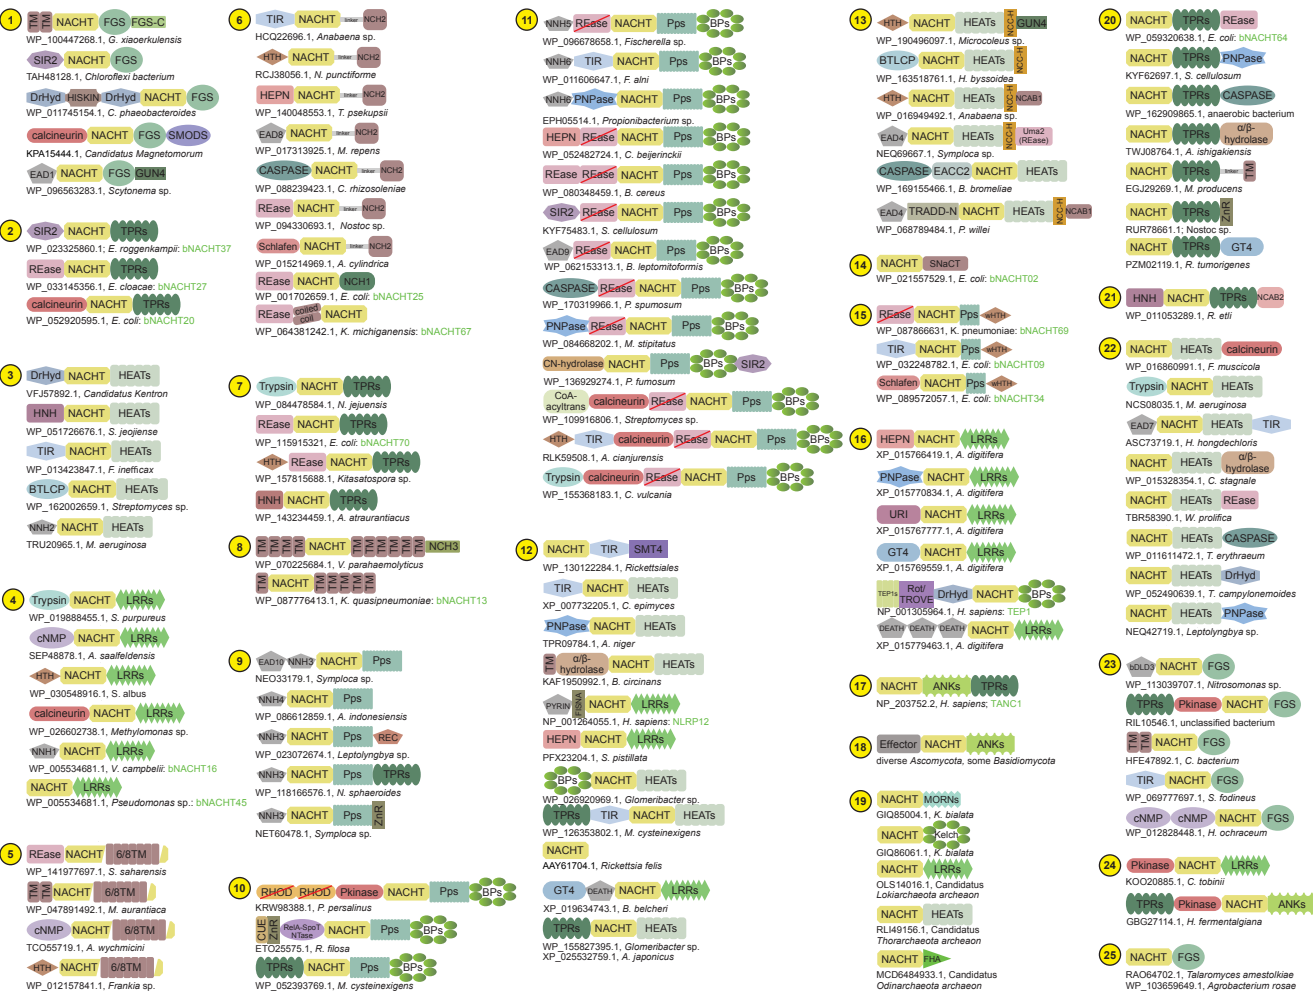 1
TM TM NACHT FGS FGS-C
WP_100447268.1, G. xiaoerkulensis
SIR2 NACHT FGS
TAH48128.1, Chloroflexi bacterium
DrHyd HISKIN DrHyd NACHT FGS
WP_011745154.1, C. phaeobacteroides
calcineurin NACHT FGS SMODS
KPA15444.1, Candidatus Magnetomorum
EAD1 NACHT FGS GUN4
WP_096563283.1, Scytonema sp.
2
SIR2 NACHT TPRs
WP_023325860.1, E. roggenkampii: bNACHT37
REase NACHT TPRs
WP_033145356.1, E. cloacae: bNACHT27
calcineurin NACHT TPRs
WP_052920595.1, E. coli: bNACHT20
3
DrHyd NACHT HEATs
VFJ57892.1, Candidatus Kentron
HNH NACHT HEATs
WP_051726676.1, S. jeojiense
TIR NACHT HEATs
WP_013423847.1, F. inefficax
BTLCP NACHT HEATs
WP_162002659.1, Streptomyces sp.
NNH2 NACHT HEATs
TRU20965.1, M. aeruginosa
4
Trypsin NACHT LRRs
WP_019888455.1, S. purpureus
cNMP NACHT LRRs
SEP48878.1, A. saalfeldensis
HTH NACHT LRRs
WP_030548916.1, S. albus
calcineurin NACHT LRRs
WP_026602738.1, Methylomonas sp.
NNH1 NACHT LRRs
WP_005534681.1, V. campbelii: bNACHT16
NACHT LRRs
WP_005534681.1, Pseudomonas sp.: bNACHT45
5
REase NACHT 6/8TM
WP_141977697.1, S. saharensis
TM TM NACHT 6/8TM
WP_047891492.1, M. aurantiaca
cNMP NACHT 6/8TM
TCO55719.1, A. wychmicini
HTH NACHT 6/8TM
WP_012157841.1, Frankia sp.
6
TIR NACHT linker NCH2
HCQ22696.1, Anabaena sp.
HTH NACHT linker NCH2
RCJ38056.1, N. punctiforme
HEPN NACHT linker NCH2
WP_140048553.1, T. psekupsii
EAD8 NACHT linker NCH2
WP_017313925.1, M. repens
CASPASE NACHT linker NCH2
WP_088239423.1, C. rhizosoleniae
REase NACHT linker NCH2
WP_094330693.1, Nostoc sp.
Schlafen NACHT linker NCH2
WP_015214969.1, A. cylindrica
REase NACHT NCH1
WP_001702659.1, E. coli: bNACHT25
REase coiled coil NACHT
WP_064381242.1, K. michiganensis: bNACHT67
7
Trypsin NACHT TPRs
WP_084478584.1, N. jejuensis
REase NACHT TPRs
WP_115915321, E. coli: bNACHT70
HTH REase NACHT TPRs
WP_157815688.1, Kitasatospora sp.
HNH NACHT TPRs
WP_143234459.1, A. atraurantiacus
8
TM TM TM TM NACHT TM TM TM TM TM TM NCH3
WP_070225684.1, V. parahaemolyticus
TM NACHT TM TM TM TM TM
WP_087776413.1, K. quasipneumoniae: bNACHT13
9
EAD10 NNH3 NACHT Pps
NEO33179.1, Symploca sp.
NNH4 NACHT Pps
WP_086612859.1, A. indonesiensis
NNH3 NACHT Pps REC
WP_023072674.1, Leptolyngbya sp.
NNH3 NACHT Pps TPRs
WP_118166576.1, N. sphaeroides
NNH3 NACHT Pps ZnR
NET60478.1, Symploca sp.
10
RHOD RHOD Pkinase NACHT Pps BPs
KRW98388.1, P. persalinus
CUE ZnR RelA-SpoT NTase NACHT Pps BPs
ETO25575.1, R. filosa
TPRs NACHT Pps BPs
WP_052393769.1, M. cysteinexigens
11
NNH5 REase NACHT Pps BPs
WP_096678658.1, Fischerella sp.
NNH6 TIR NACHT Pps BPs
WP_011606647.1, F. alni
NNH6 PNPase NACHT Pps BPs
EPH05514.1, Propionibacterium sp.
HEPN REase NACHT Pps BPs
WP_052482724.1, C. beijerinckii
REase REase NACHT Pps BPs
WP_080348459.1, B. cereus
SIR2 REase NACHT Pps BPs
KYF75483.1, S. cellulosum
EAD9 REase NACHT Pps BPs
WP_062153313.1, B. leptomitoformis
CASPASE REase NACHT Pps BPs
WP_170319966.1, P. spumosum
PNPase REase NACHT Pps BPs
WP_084668202.1, M. stipitatus
CN-hydrolase NACHT Pps BPs SIR2
WP_136929274.1, P. fumosum
CoA-acyltrans calcineurin REase NACHT Pps BPs
WP_109916806.1, Streptomyces sp.
HTH TIR calcineurin REase NACHT Pps BPs
RLK59508.1, A. cianjurensis
Trypsin calcineurin REase NACHT Pps BPs
WP_155368183.1, C. vulcania
12
NACHT TIR SMT4
WP_130122284.1, Rickettsiales
TIR NACHT HEATs
XP_007732205.1, C. epimyces
PNPase NACHT HEATs
TPR09784.1, A. niger
TM α/β-hydrolase NACHT HEATs
KAF1950992.1, B. circinans
PYRIN FISNA NACHT LRRs
NP_001264055.1, H. sapiens: NLRP12
HEPN NACHT LRRs
PFX23204.1, S. pistillata
BPs NACHT HEATs
WP_026920969.1, Glomeribacter sp.
TPRs TIR NACHT HEATs
WP_126353802.1, M. cysteinexigens
NACHT
AAY61704.1, Rickettsia felis
GT4 DEATH NACHT LRRs
XP_019634743.1, B. belcheri
TPRs NACHT HEATs
WP_155827395.1, Glomeribacter sp.
XP_025532759.1, A. japonicus
13
HTH NACHT HEATs NCC-H GUN4
WP_190496097.1, Microcoleus sp.
BTLCP NACHT HEATs NCC-H
WP_163518761.1, H. byssoidea
HTH NACHT HEATs NCC-H NCAB1
WP_016949492.1, Anabaena sp.
EAD4 NACHT HEATs NCC-H Uma2 (REase)
NEQ69667.1, Symploca sp.
CASPASE EACC2 NACHT HEATs
WP_169155466.1, B. bromeliae
EAD4 TRADD-N NACHT HEATs NCC-H NCAB1
WP_068789484.1, P. willei
14
NACHT SNaCT
WP_021557529.1, E. coli: bNACHT02
15
REase NACHT Pps wHTH
WP_087866631, K. pneumoniae: bNACHT69
TIR NACHT Pps wHTH
WP_032248782.1, E. coli: bNACHT09
Schlafen NACHT Pps wHTH
WP_089572057.1, E. coli: bNACHT34
16
HEPN NACHT LRRs
XP_015766419.1, A. digitifera
PNPase NACHT LRRs
XP_015770834.1, A. digitifera
URI NACHT LRRs
XP_015767777.1, A. digitifera
GT4 NACHT LRRs
XP_015769559.1, A. digitifera
TEP1s Rot/TROVE DrHyd NACHT BPs
NP_001305964.1, H. sapiens: TEP1
DEATH DEATH DEATH NACHT LRRs
XP_015779463.1, A. digitifera
17
NACHT ANKs TPRs
NP_203752.2, H. sapiens; TANC1
18
Effector NACHT ANKs
diverse Ascomycota, some Basidiomycota
19
NACHT MORNs
GIQ85004.1, K. bialata
NACHT Kelch
GIQ86061.1, K. bialata
NACHT LRRs
OLS14016.1, Candidatus
Lokiarchaeota archaeon
NACHT HEATs
RLI49156.1, Candidatus
Thorarchaeota archaeon
NACHT FHA
MCD6484933.1, Candidatus
Odinarchaeota archaeon
20
NACHT TPRs REase
WP_059320638.1, E. coli: bNACHT64
NACHT TPRs PNPase
KYF62697.1, S. cellulosum
NACHT TPRs CASPASE
WP_162909865.1, anaerobic bacterium
NACHT TPRs α/β-hydrolase
TWJ08764.1, A. ishigakiensis
NACHT TPRs linker TM
EGJ29269.1, M. producens
NACHT TPRs ZnR
RUR78661.1; Nostoc sp.
NACHT TPRs GT4
PZM02119.1, R. tumorigenes
21
HNH NACHT TPRs NCAB2
WP_011053289.1, R. etli
22
NACHT HEATs calcineurin
WP_016860991.1, F. muscicola
Trypsin NACHT HEATs
NCS08035.1, M. aeruginosa
EAD7 NACHT HEATs TIR
ASC73719.1, H. hongdechloris
NACHT HEATs α/β-hydrolase
WP_015328354.1, C. stagnale
NACHT HEATs REase
TBR58390.1, W. prolifica
NACHT HEATs CASPASE
WP_011611472.1, T. erythraeum
NACHT HEATs DrHyd
WP_052490639.1, T. campylonemoides
NACHT HEATs PNPase
NEQ42719.1, Leptolyngbya sp.
23
bDLD3 NACHT FGS
WP_113039707.1, Nitrosomonas sp.
TPRs Pkinase NACHT FGS
RIL10546.1, unclassified bacterium
TM TM NACHT FGS
HFE47892.1, C. bacterium
TIR NACHT FGS
WP_069777697.1, S. fodineus
cNMP cNMP NACHT FGS
WP_012828448.1, H. ochraceum
24
Pkinase NACHT LRRs
KOO20885.1, C. tobinii
TPRs Pkinase NACHT ANKs
GBG27114.1, H. fermentalgiana
25
NACHT FGS
RAO64702.1, Talaromyces amestolkiae
WP_103659649.1, Agrobacterium rosae